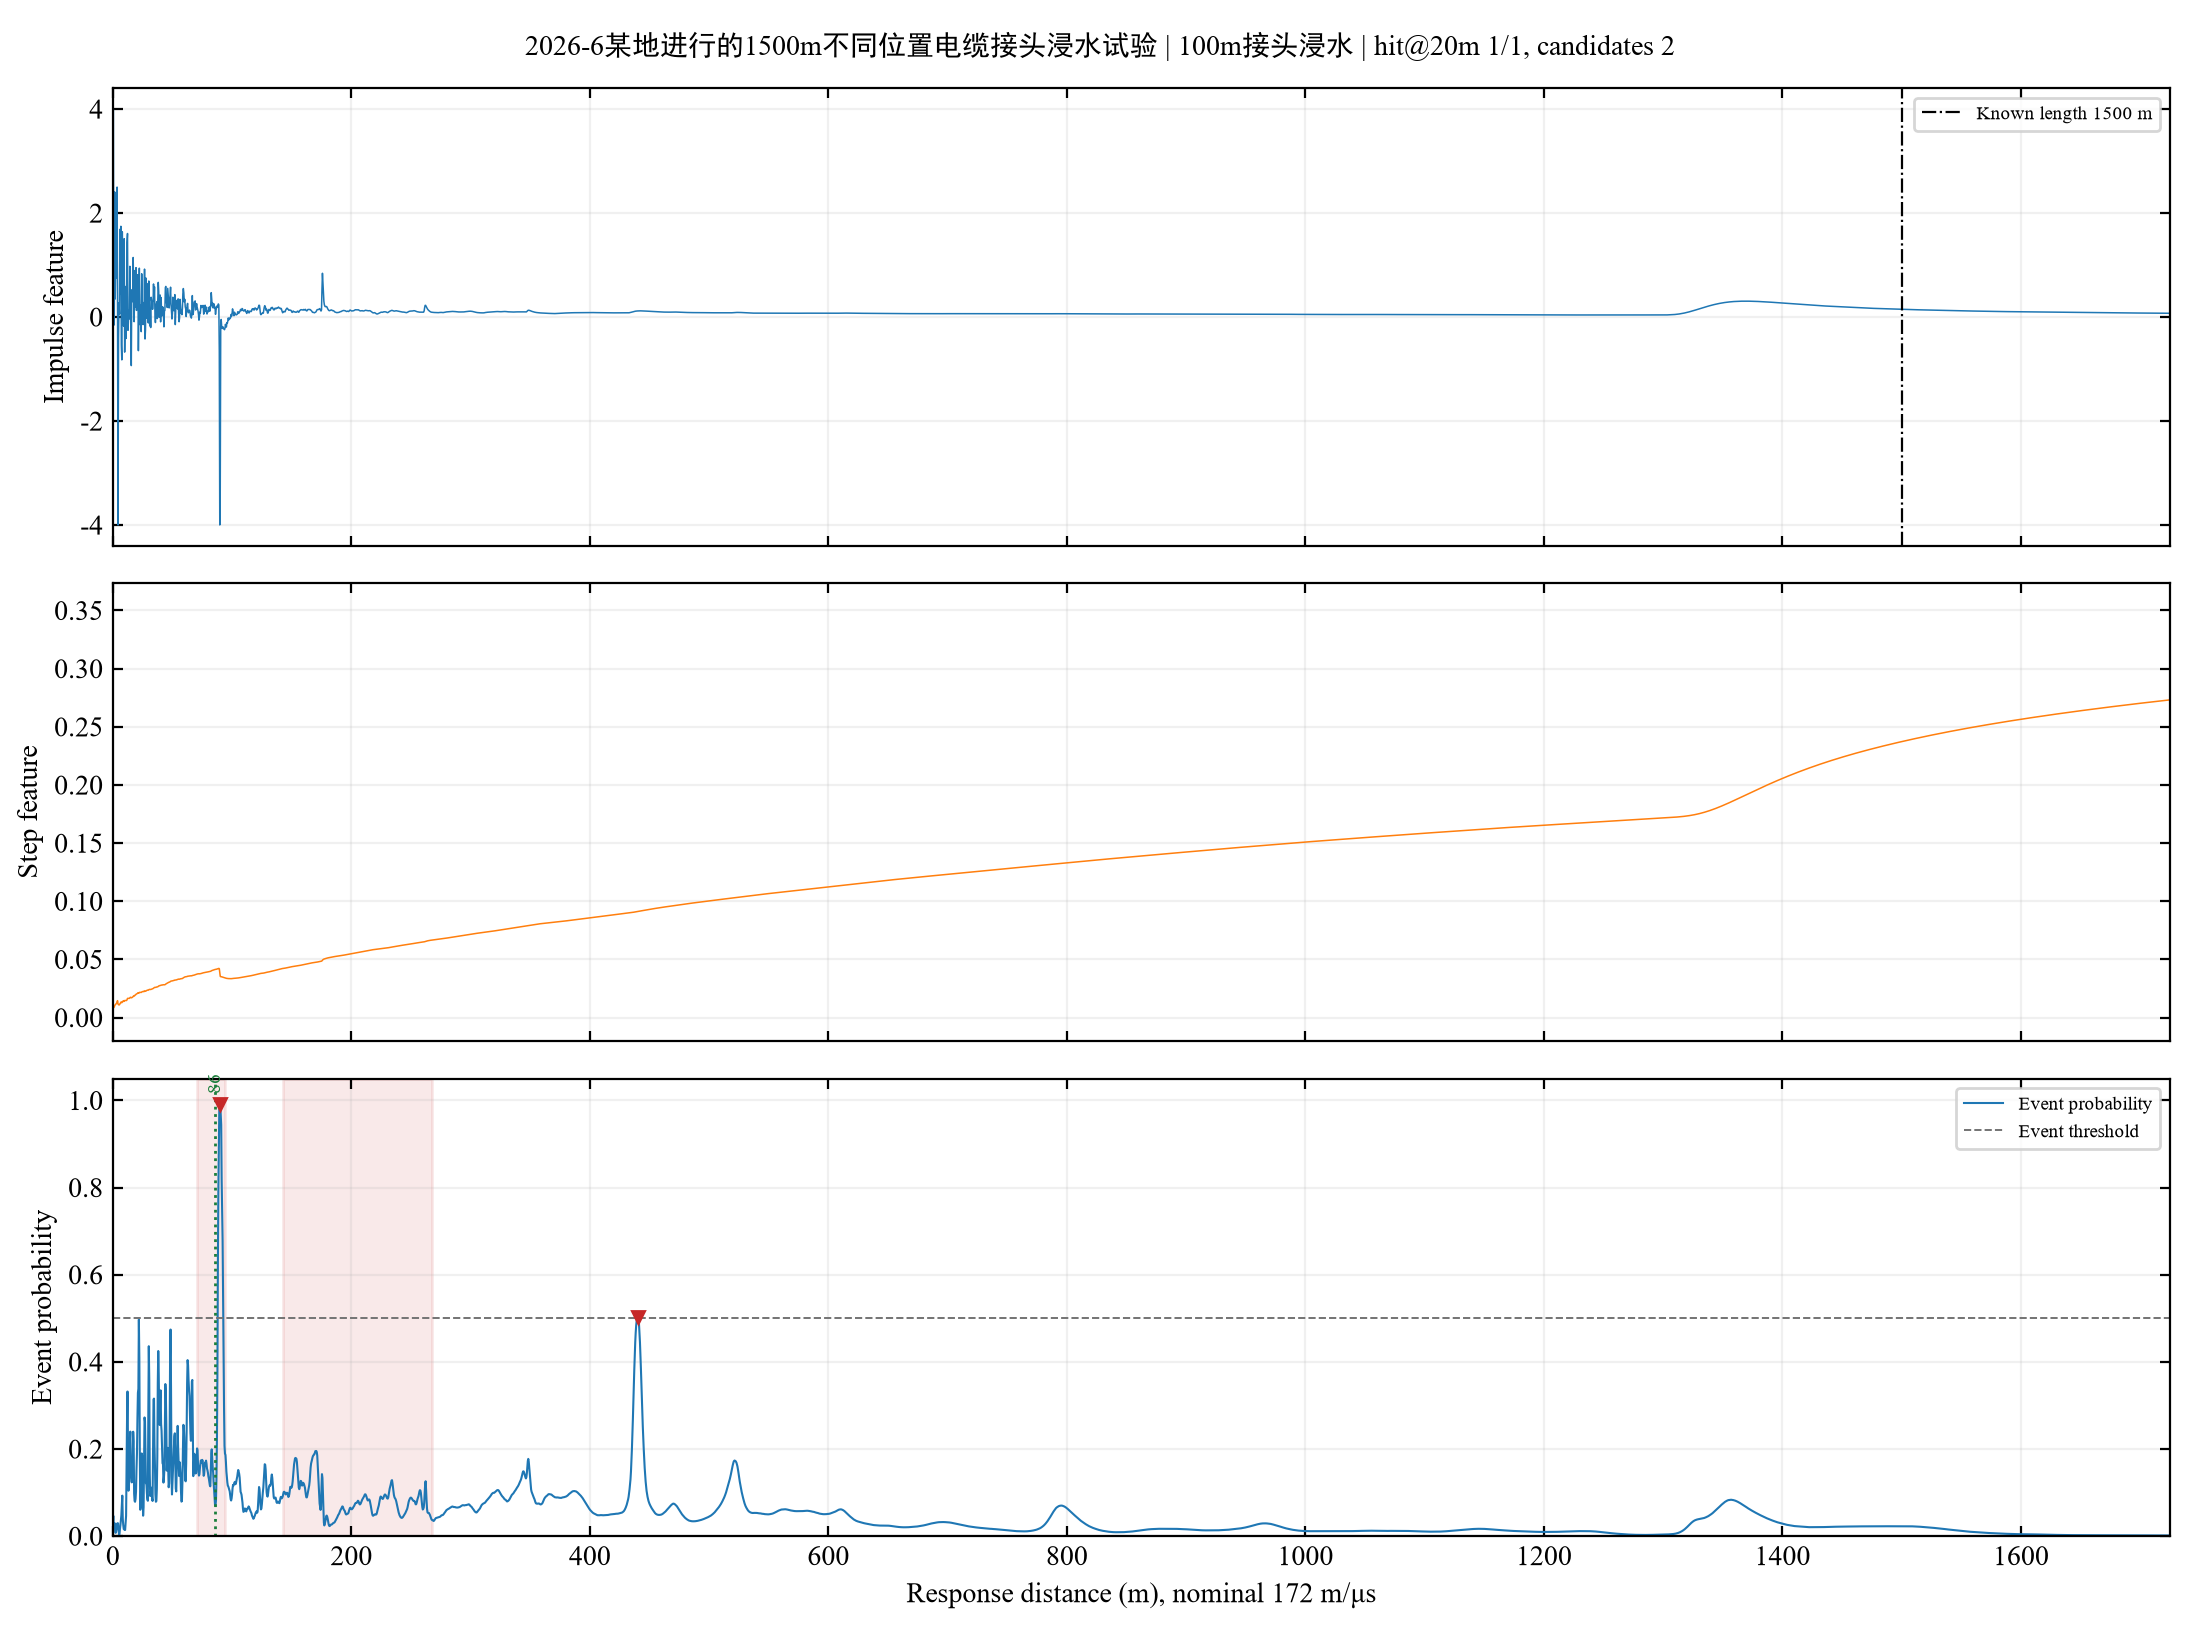 2026-6某地进行的1500m不同位置电缆接头浸水试验 | 100m接头浸水 | hit@20m 1/1, candidates 2
4
2
0
-2
-4
Impulse feature
Known length 1500 m
0.35
0.30
0.25
0.20
0.15
0.10
0.05
0.00
Step feature
86
1.0
0.8
0.6
0.4
0.2
0.0
Event probability
Event probability
Event threshold
0 200 400 600 800 1000 1200 1400 1600
Response distance (m), nominal 172 m/μs